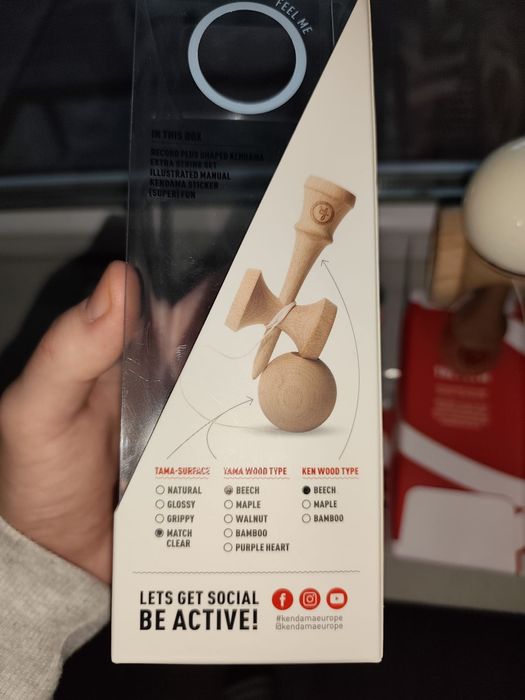 FEEL ME
IN THIS BOX
RECORD PLUS SHAPED KENDAMA
EXTRA STRING SET
ILLUSTRATED MANUAL
KENDAMA STICKER
(SUPER) FUN
TAMA-SURFACE
NATURAL
GLOSSY
GRIPPY
MATCH
CLEAR
TAMA WOOD TYPE
BEECH
MAPLE
WALNUT
BAMBOO
PURPLE HEART
KEN WOOD TYPE
BEECH
MAPLE
BAMBOO
LETS GET SOCIAL
BE ACTIVE!
#kendamaeurope
@kendamaeurope